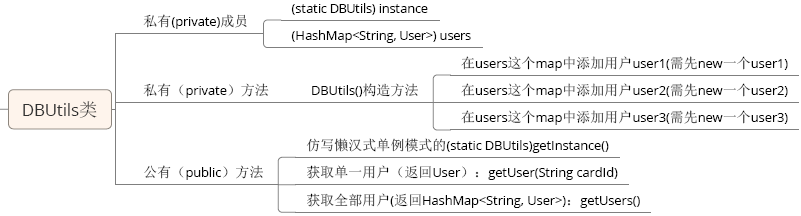 DBUtils类
私有(private)成员
(static DBUtils) instance
(HashMap<String, User>) users
私有（private）方法
DBUtils()构造方法
在users这个map中添加用户user1(需先new一个user1)
在users这个map中添加用户user2(需先new一个user2)
在users这个map中添加用户user3(需先new一个user3)
公有（public）方法
仿写懒汉式单例模式的(static DBUtils)getInstance()
获取单一用户（返回User）：getUser(String cardId)
获取全部用户(返回HashMap<String, User>)：getUsers()